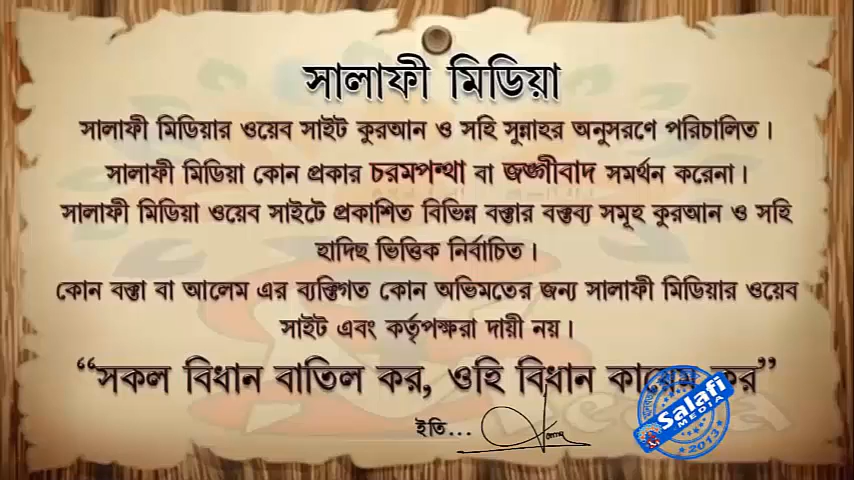 সালাফী মিডিয়া
সালাফী মিডিয়ার ওয়েব সাইট কুরআন ও সহি সুন্নাহর অনুসরণে পরিচালিত।
সালাফী মিডিয়া কোন প্রকার চরমপন্থা বা জঙ্গীবাদ সমর্থন করেনা।
সালাফী মিডিয়া ওয়েব সাইটে প্রকাশিত বিভিন্ন বক্তার বক্তব্য সমূহ কুরআন ও সহি
হাদিছ ভিত্তিক নির্বাচিত।
কোন বক্তা বা আলেম এর ব্যক্তিগত কোন অভিমতের জন্য সালাফী মিডিয়ার ওয়েব
সাইট এবং কর্তৃপক্ষরা দায়ী নয়।
“সকল বিধান বাতিল কর, ওহি বিধান কায়েম কর”
ইতি...
Salafi
MEDIA
2013